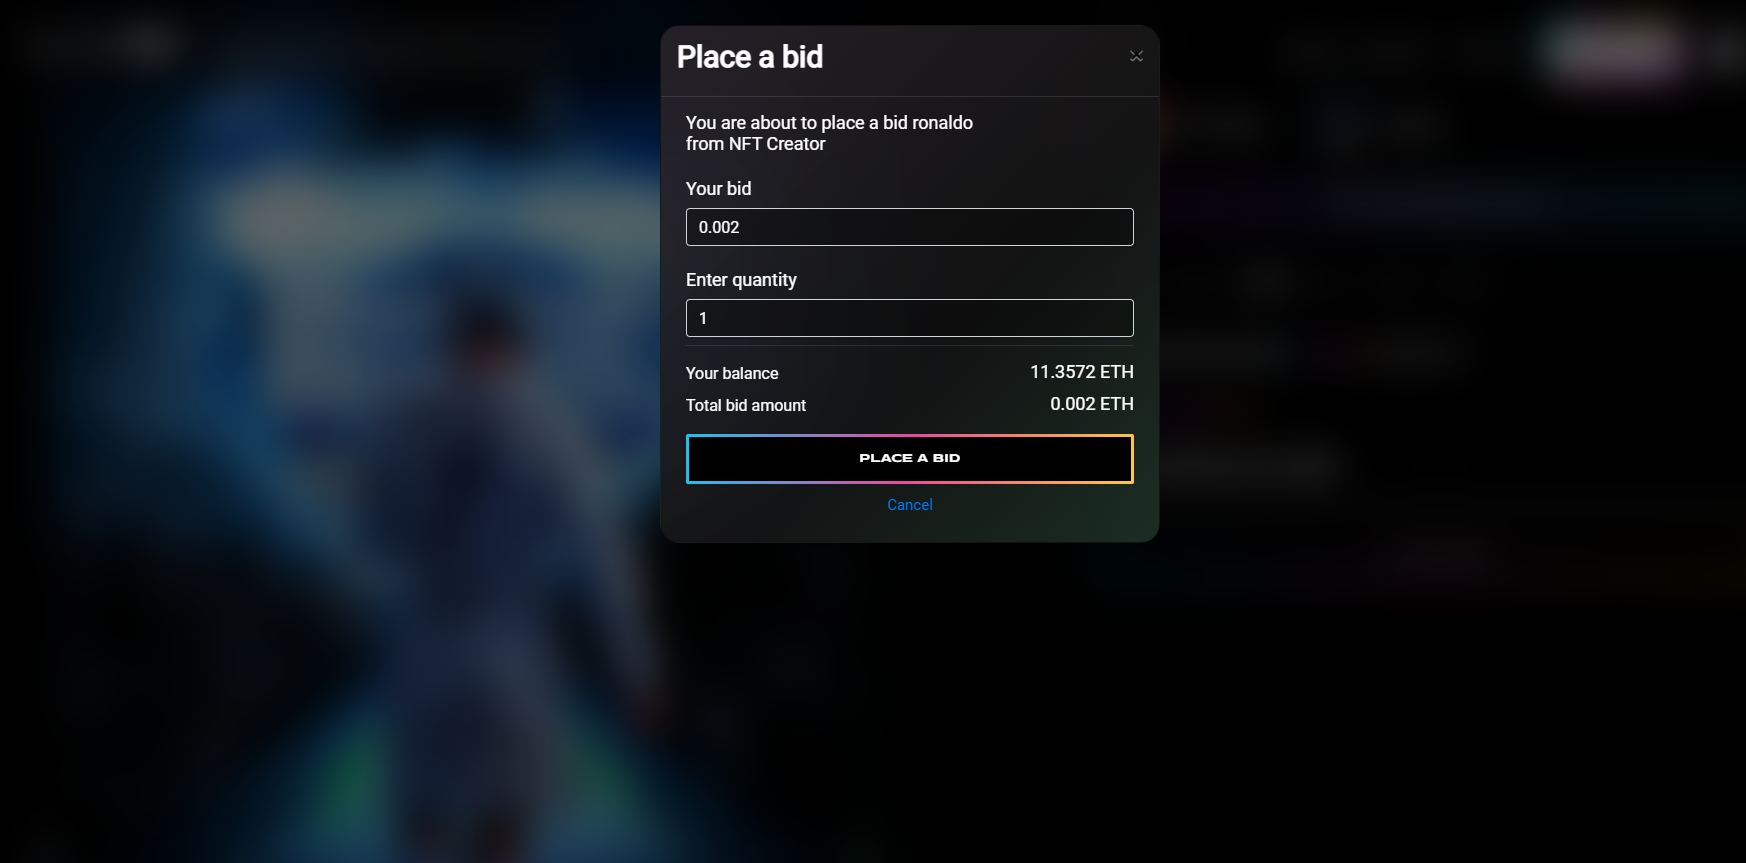 Place a bid
You are about to place a bid ronaldo
from NFT Creator
Your bid
0.002
Enter quantity
1
Your balance 11.3572 ETH
Total bid amount 0.002 ETH
PLACE A BID
Cancel